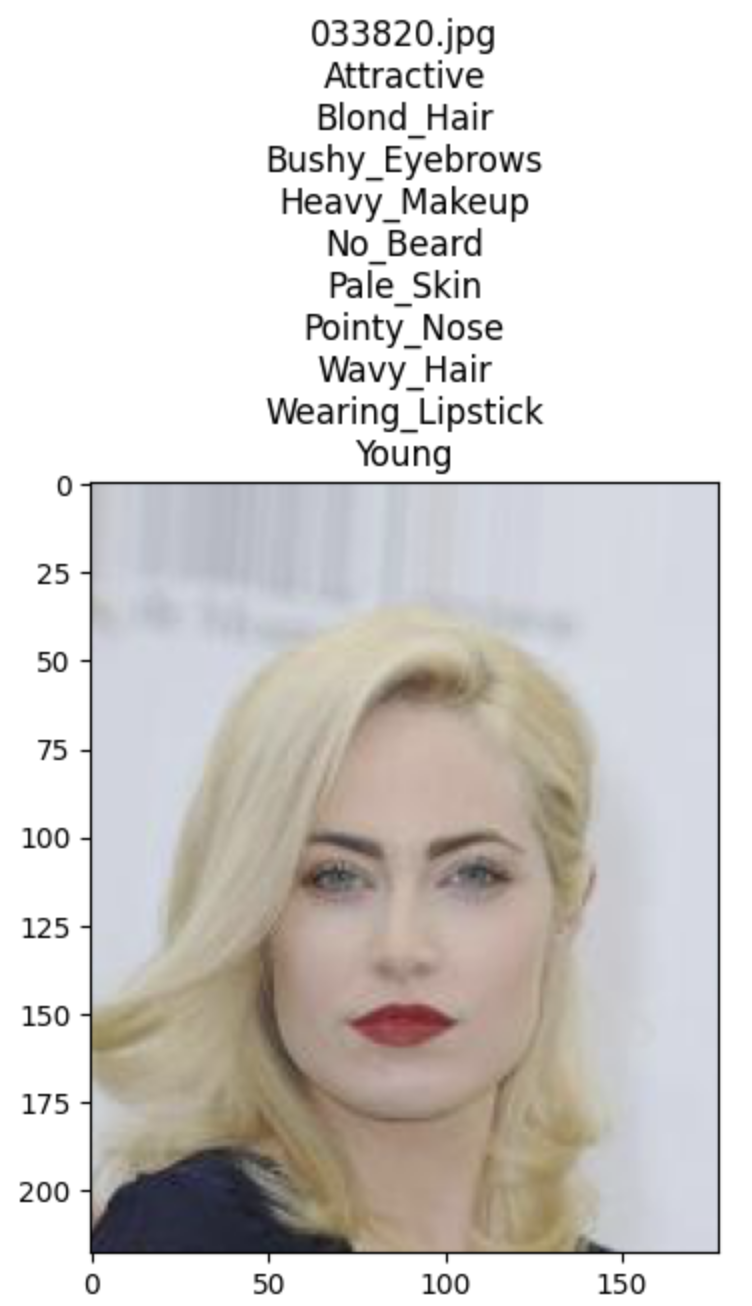 033820.jpg
Attractive
Blond_Hair
Bushy_Eyebrows
Heavy_Makeup
No_Beard
Pale_Skin
Pointy_Nose
Wavy_Hair
Wearing_Lipstick
Young
0
25
50
75
100
125
150
175
200
0
50
100
150